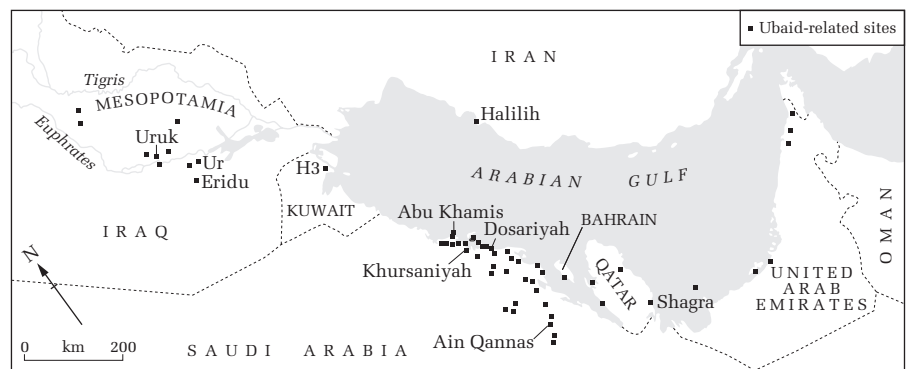 Ubaid-related sites
IRAN
Tigris
MESOPOTAMIA
Halilih
Euphrates
Uruk
Ur
H3
Eridu
ARABIAN GULF
KUWAIT
Abu Khamis
BAHRAIN
OMAN
IRAQ
Dosariyah
N
Khursaniyah
QATAR
UNITED
ARAB
EMIRATES
Shagra
0 km 200
SAUDI ARABIA
Ain Qannas